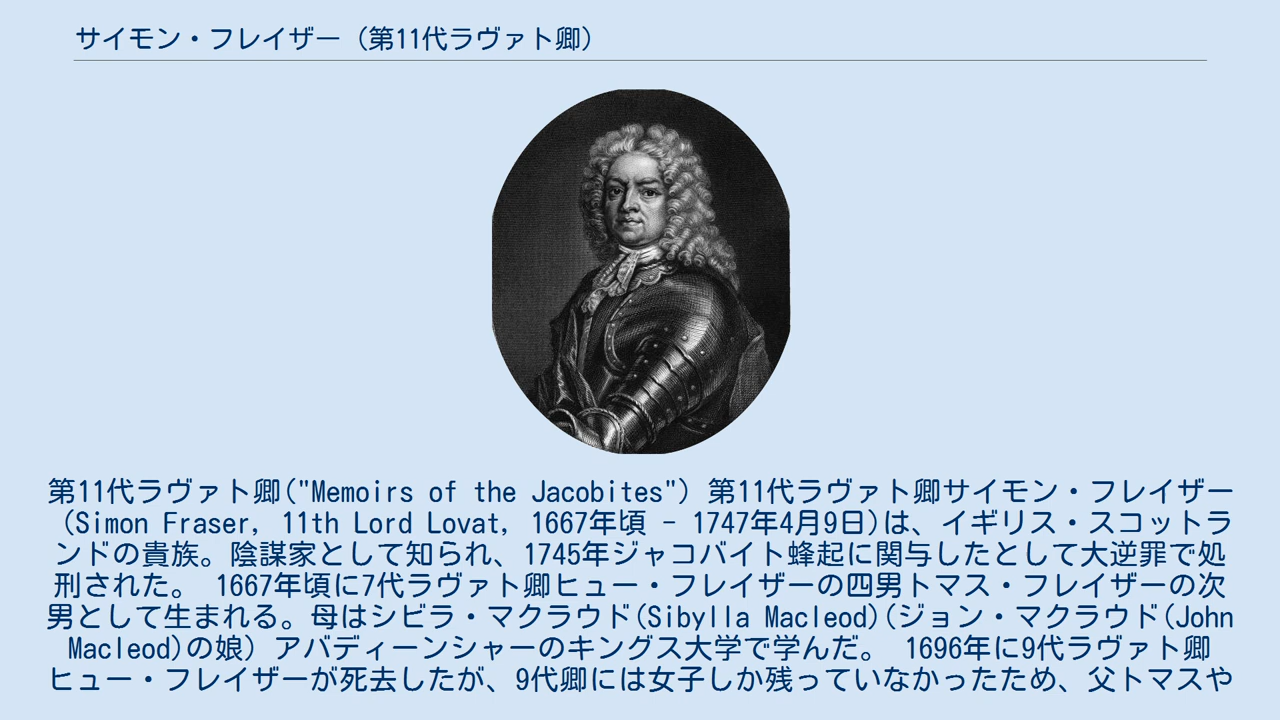 サイモン・フレイザー（第11代ラヴァト卿）
第11代ラヴァト卿("Memoirs of the Jacobites") 第11代ラヴァト卿サイモン・フレイザー
(Simon Fraser, 11th Lord Lovat, 1667年頃 - 1747年4月9日)は、イギリス・スコットラ
ンドの貴族。陰謀家として知られ、1745年ジャコバイト蜂起に関与したとして大逆罪で処
刑された。 1667年頃に7代ラヴァト卿ヒュー・フレイザーの四男トマス・フレイザーの次
男として生まれる。母はシビラ・マクラウド(Sibylla Macleod)(ジョン・マクラウド(John
Macleod)の娘) アバディーンシャーのキングス大学で学んだ。 1696年に9代ラヴァト卿
ヒュー・フレイザーが死去したが、9代卿には女子しか残っていなかったため、父トマスや